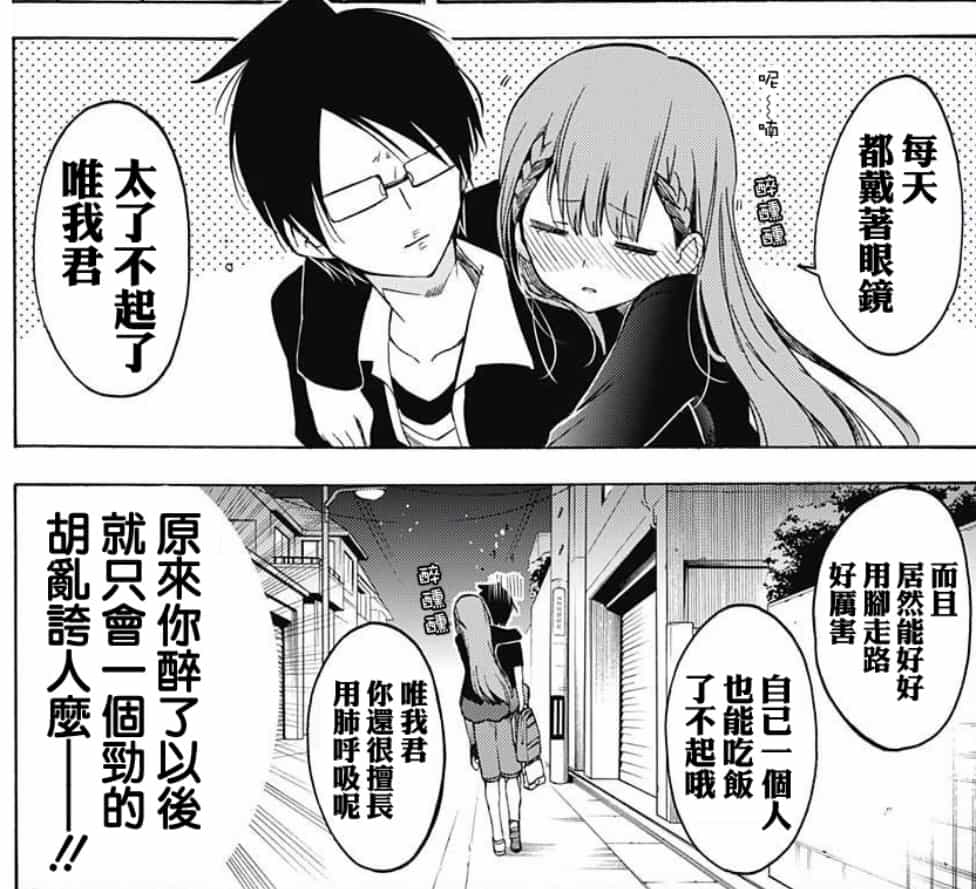 每天
都戴著眼鏡
呢～喃
醉醺醺
太了不起了
唯我君
而且
居然能好好
用腳走路
好厲害
自己一個人
也能吃飯
了不起哦
醉醺醺
唯我君
你還很擅長
用肺呼吸呢
原來你醉了以後
就只會一個勁的
胡亂誇人麼——!!